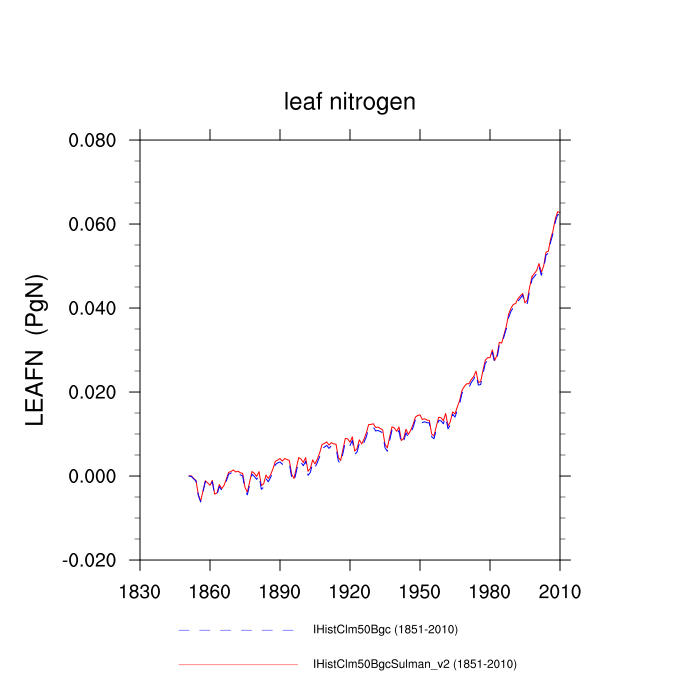 leaf nitrogen
LEAFN (PgN)
0.080
0.060
0.040
0.020
0.000
-0.020
1830 1860 1890 1920 1950 1980 2010
IHistClm50Bgc (1851-2010)
IHistClm50BgcSulman_v2 (1851-2010)